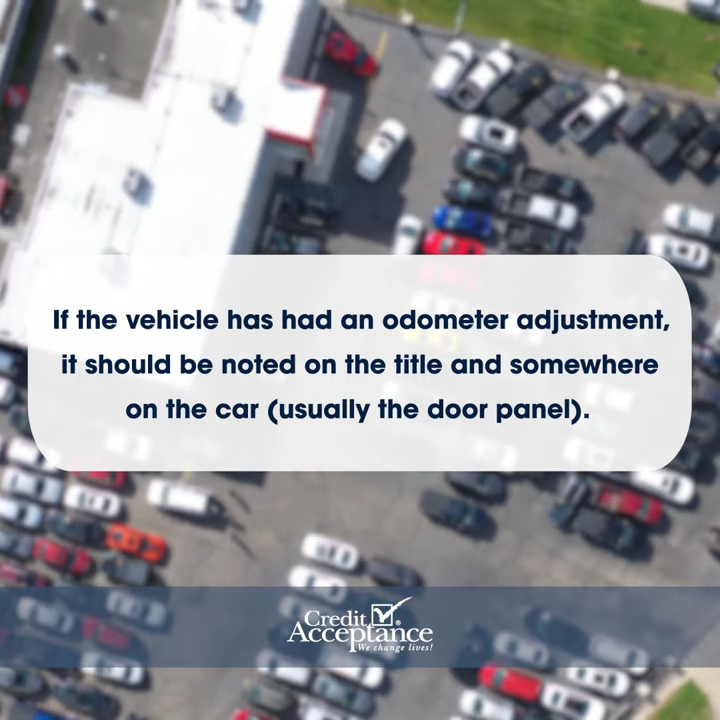 If the vehicle has had an odometer adjustment,
it should be noted on the title and somewhere
on the car (usually the door panel).
Credit
Acceptance®
We change lives!